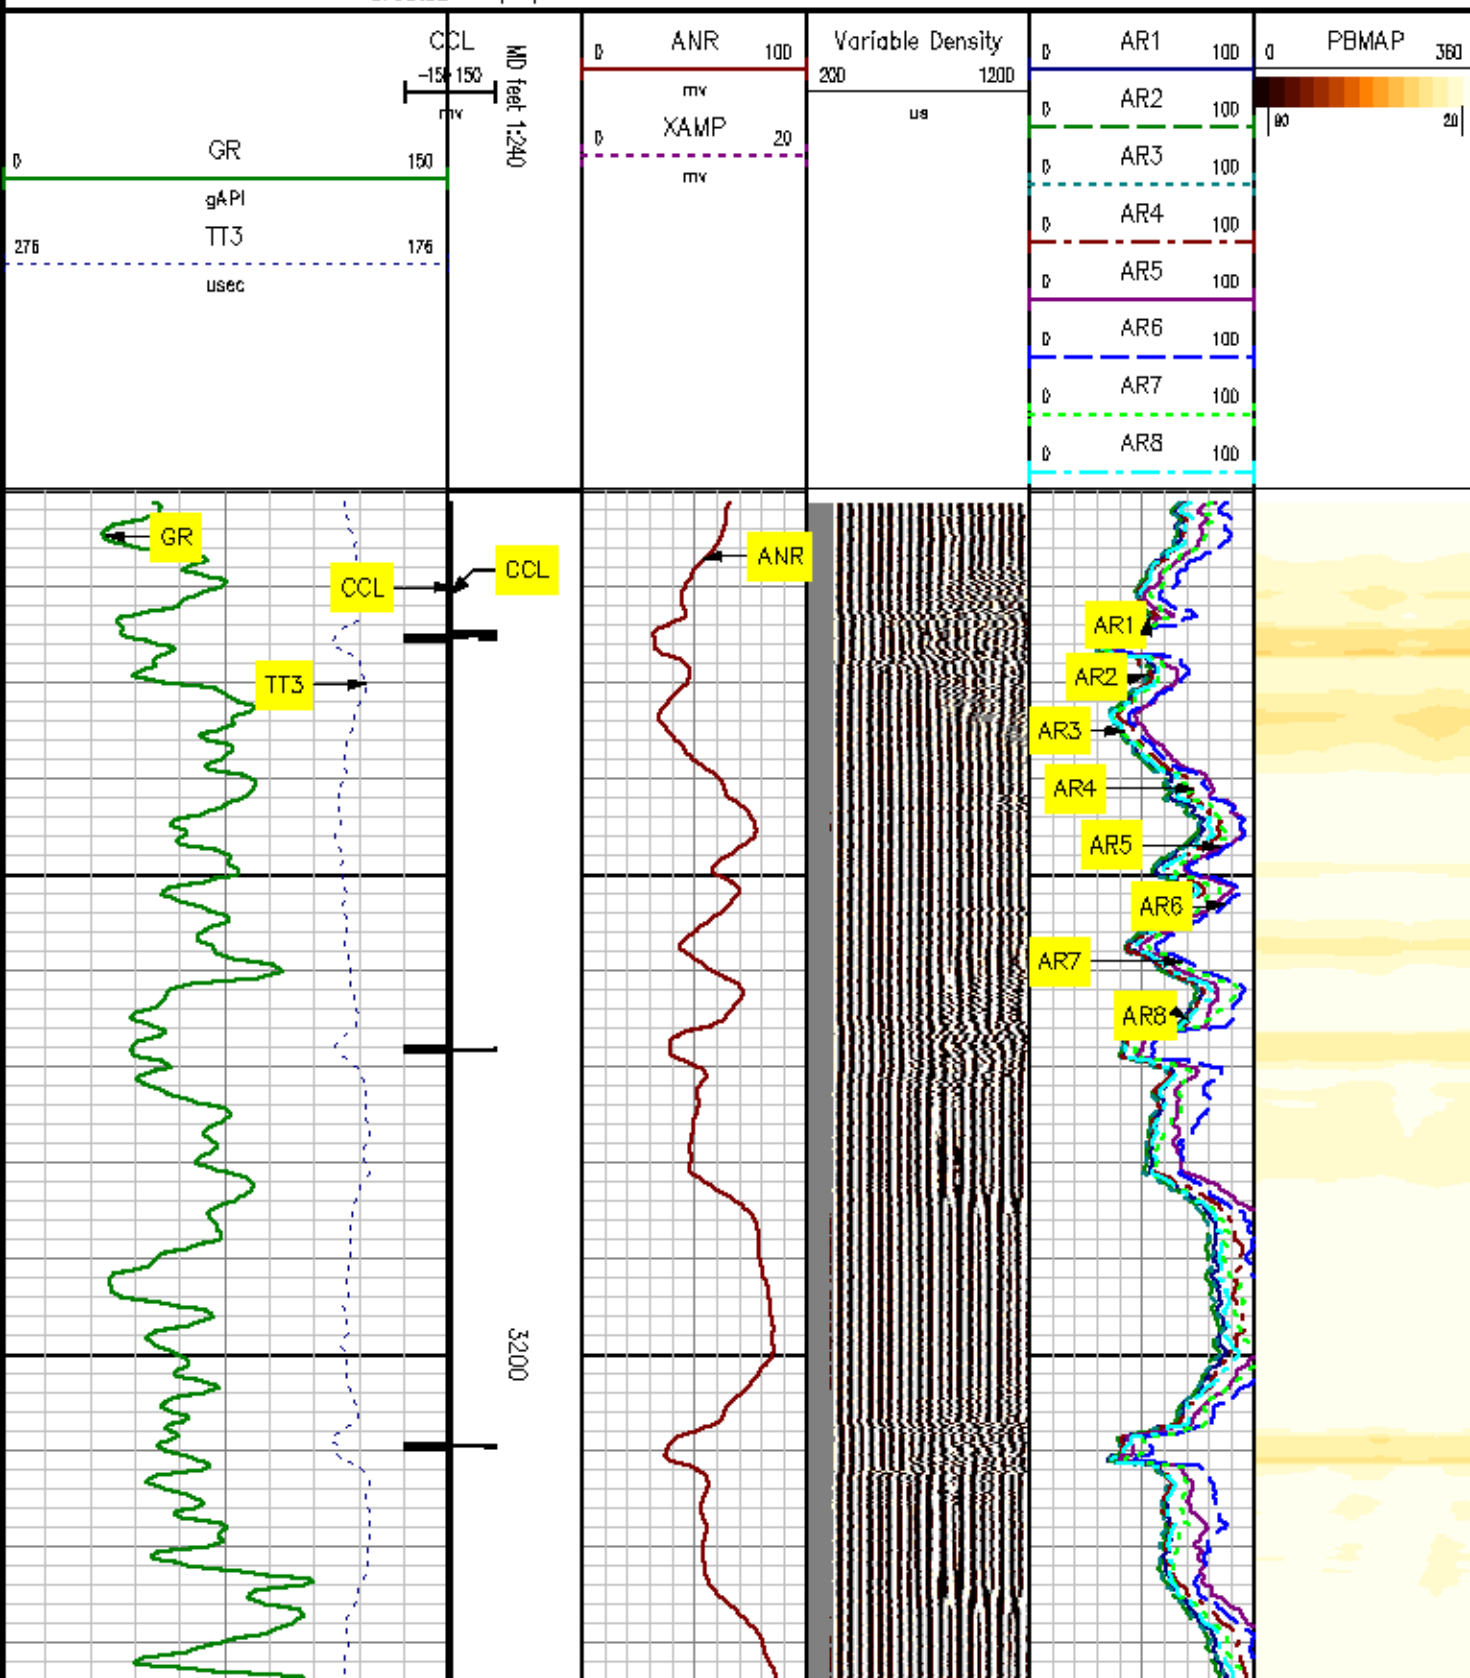 CCL
-150 150
mv
MD feet 1:240
GR
0 150
gAPI
TT3
276 176
usec
ANR
0 100
mv
XAMP
0 20
mv
Variable Density
200 1200
us
AR1
0 100
AR2
0 100
AR3
0 100
AR4
0 100
AR5
0 100
AR6
0 100
AR7
0 100
AR8
0 100
PBMAP
0 360
80 20
GR
CCL
CCL
TT3
ANR
AR1
AR2
AR3
AR4
AR5
AR6
AR7
AR8
3200